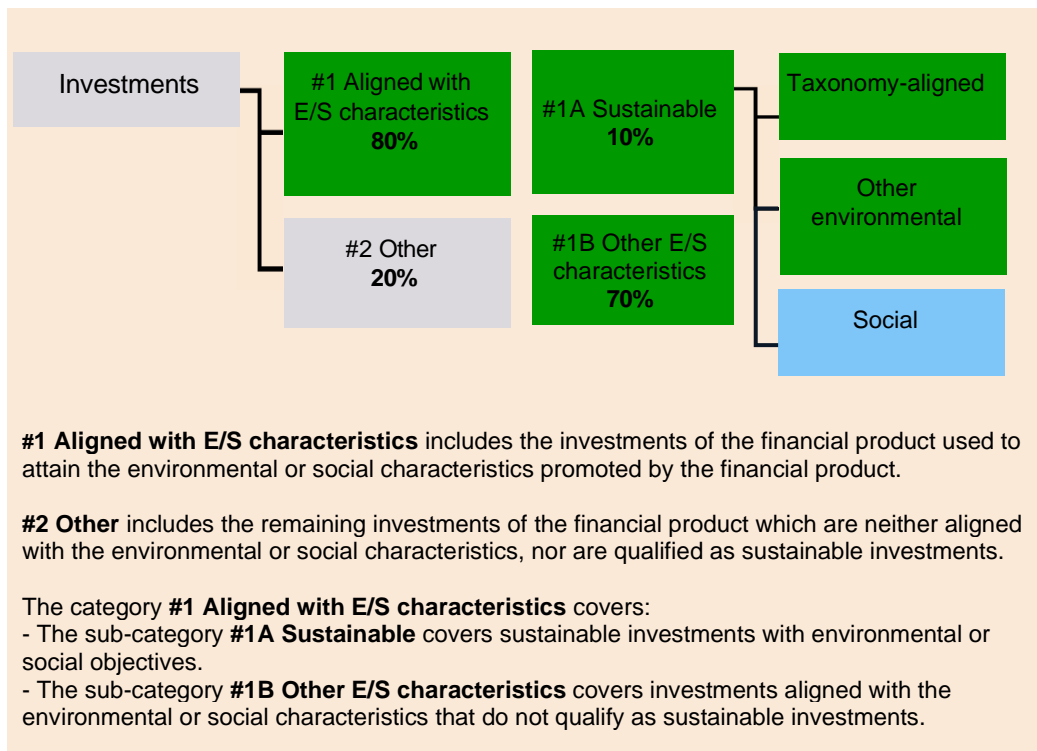 Investments
#1 Aligned with
E/S characteristics
80%
#2 Other
20%
#1A Sustainable
10%
#1B Other E/S
characteristics
70%
Taxonomy-aligned
Other
environmental
Social
#1 Aligned with E/S characteristics includes the investments of the financial product used to
attain the environmental or social characteristics promoted by the financial product.
#2 Other includes the remaining investments of the financial product which are neither aligned
with the environmental or social characteristics, nor are qualified as sustainable investments.
The category #1 Aligned with E/S characteristics covers:
- The sub-category #1A Sustainable covers sustainable investments with environmental or
social objectives.
- The sub-category #1B Other E/S characteristics covers investments aligned with the
environmental or social characteristics that do not qualify as sustainable investments.